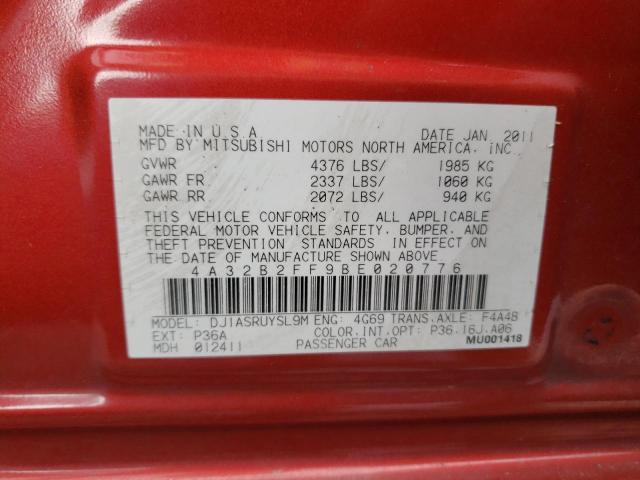 MADE IN U S A DATE JAN. 2011
MFD BY MITSUBISHI MOTORS NORTH AMERICA, INC.
GVWR 4376 LBS/ 1985 KG
GAWR FR 2337 LBS/ 1060 KG
GAWR RR 2072 LBS/ 940 KG
THIS VEHICLE CONFORMS TO ALL APPLICABLE
FEDERAL MOTOR VEHICLE SAFETY, BUMPER, AND
THEFT PREVENTION STANDARDS IN EFFECT ON
THE DATE OF MANUFACTURE SHOWN ABOVE
4A32B2FF9BE020776
MODEL: DJ1ASRUYSL9M ENG: 4G69 TRANS.AXLE: F4A4B
EXT: P36A COLOR.INT.OPT: P36.16J.A06
MDH 012411 PASSENGER CAR MU001418